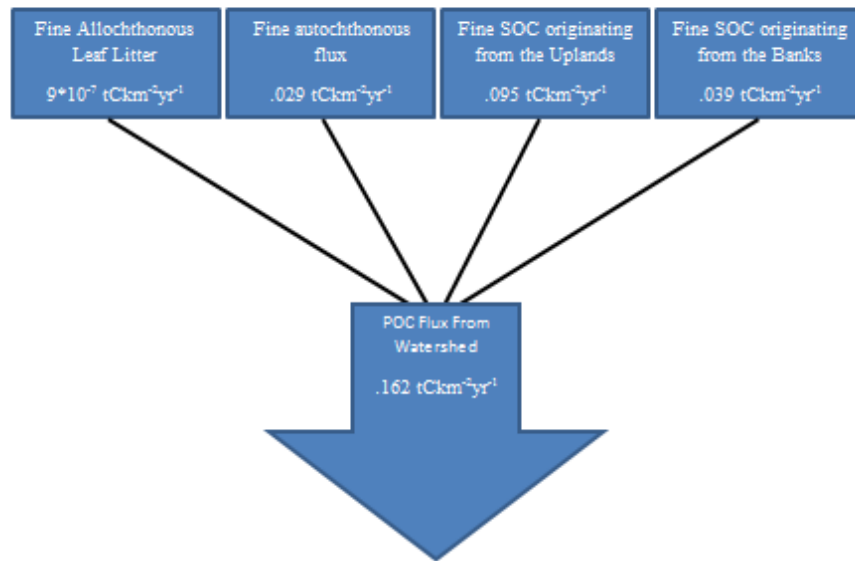 Fine Allochthonous
Leaf Litter
9*10⁻⁷ tCkm⁻²yr⁻¹
Fine autochthonous
flux
.029 tCkm⁻²yr⁻¹
Fine SOC originating
from the Uplands
.095 tCkm⁻²yr⁻¹
Fine SOC originating
from the Banks
.039 tCkm⁻²yr⁻¹
POC Flux From
Watershed
.162 tCkm⁻²yr⁻¹